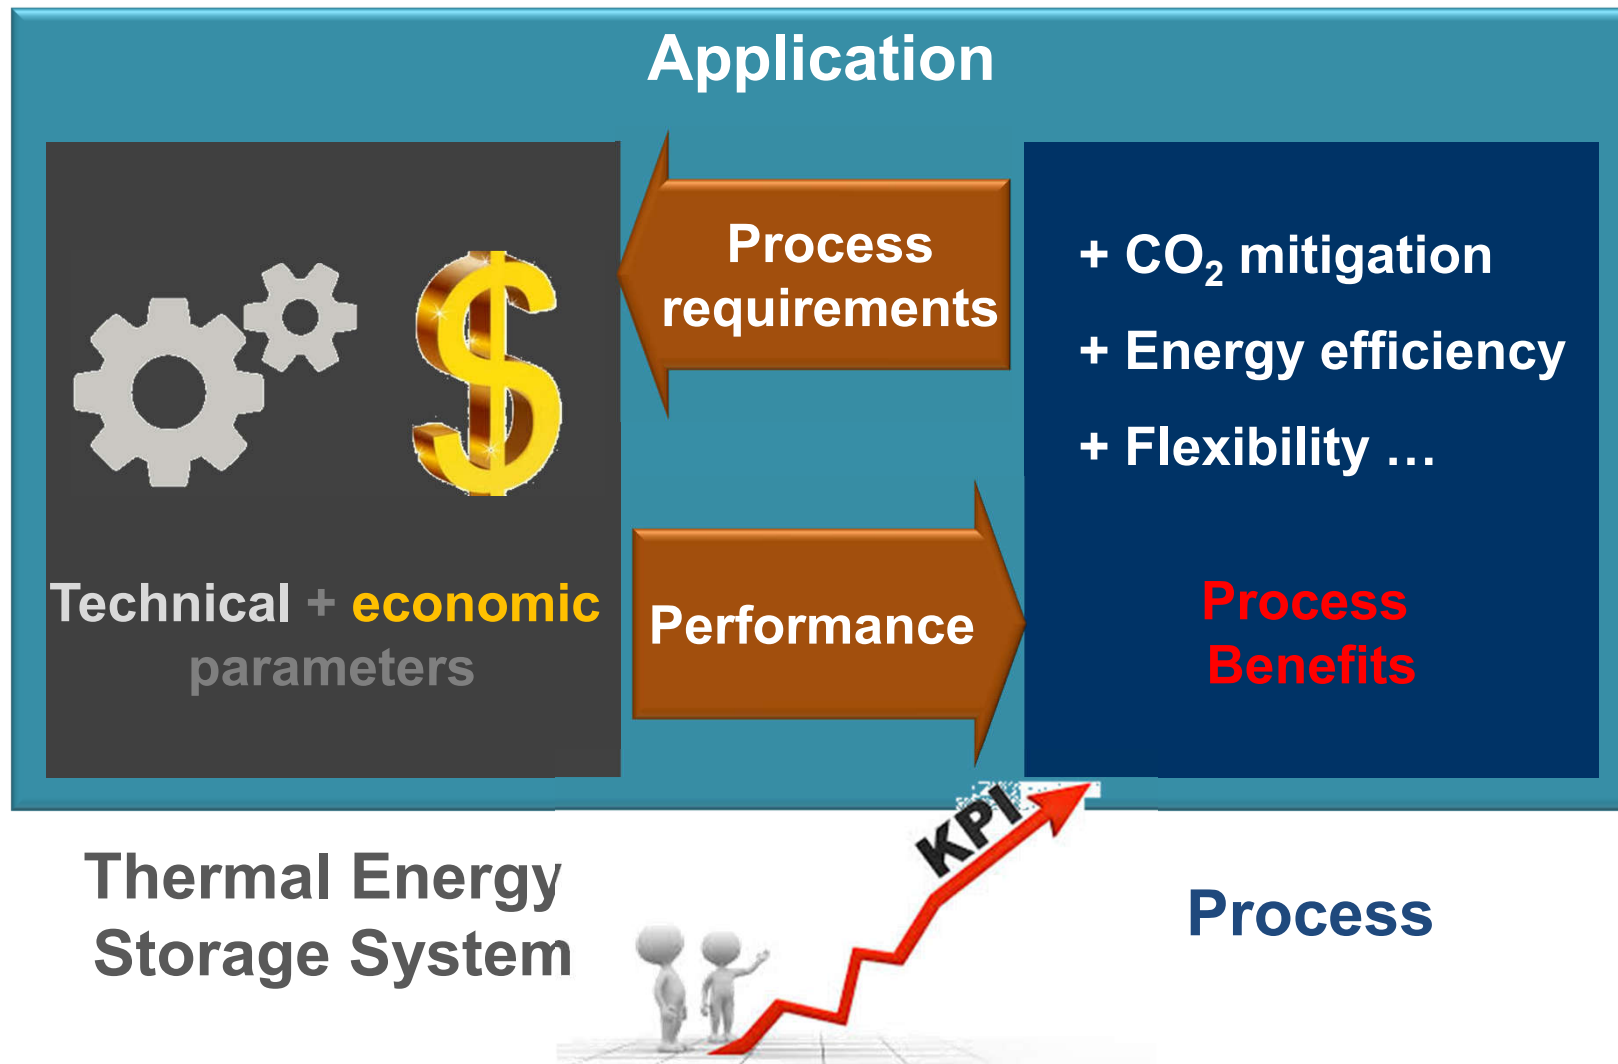 Application
Process
requirements
+ CO₂ mitigation
+ Energy efficiency
+ Flexibility …
Technical + economic
parameters
Performance
Process
Benefits
KPI
Thermal Energy
Storage System
Process